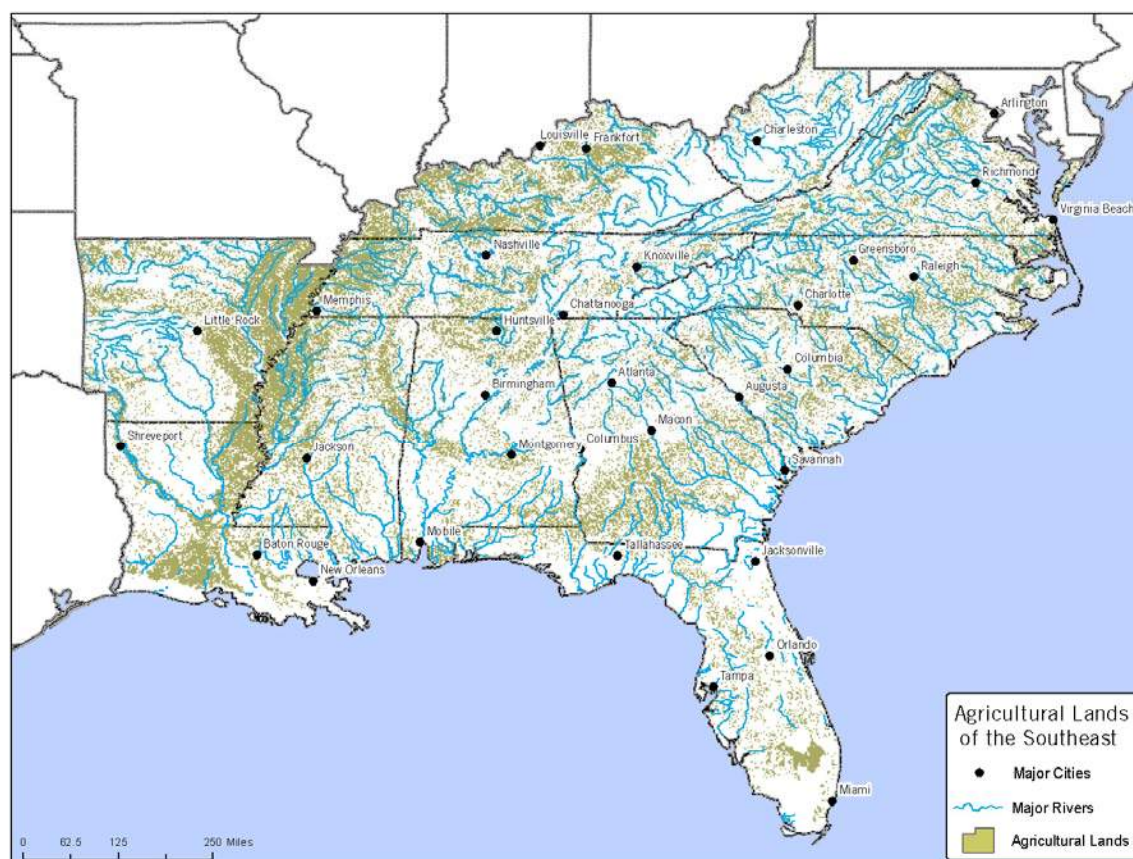 Arlington
Louisville
Frankfort
Charleston
Richmond
Virginia Beach
Nashville
Knoxville
Greensboro
Raleigh
Memphis
Chattanooga
Charlotte
Little Rock
Huntsville
Columbia
Birmingham
Atlanta
Augusta
Macon
Shreveport
Jackson
Montgomery
Columbus
Savannah
Mobile
Tallahassee
Baton Rouge
Jacksonville
New Orleans
Orlando
Tampa
Miami
Agricultural Lands
of the Southeast
Major Cities
Major Rivers
Agricultural Lands
0 62.5 125 250 Miles